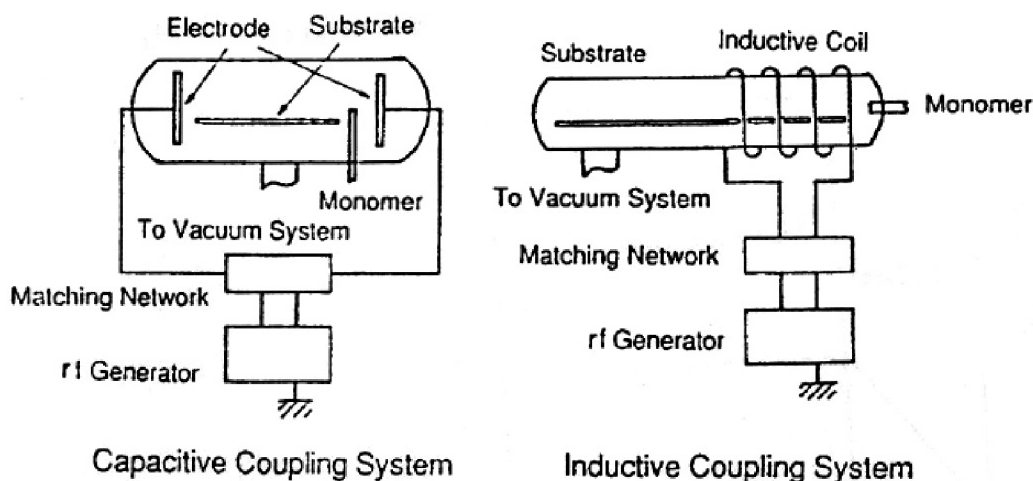 Electrode
Substrate
Monomer
To Vacuum System
Matching Network
rf Generator
Capacitive Coupling System
Substrate
Inductive Coil
Monomer
To Vacuum System
Matching Network
rf Generator
Inductive Coupling System